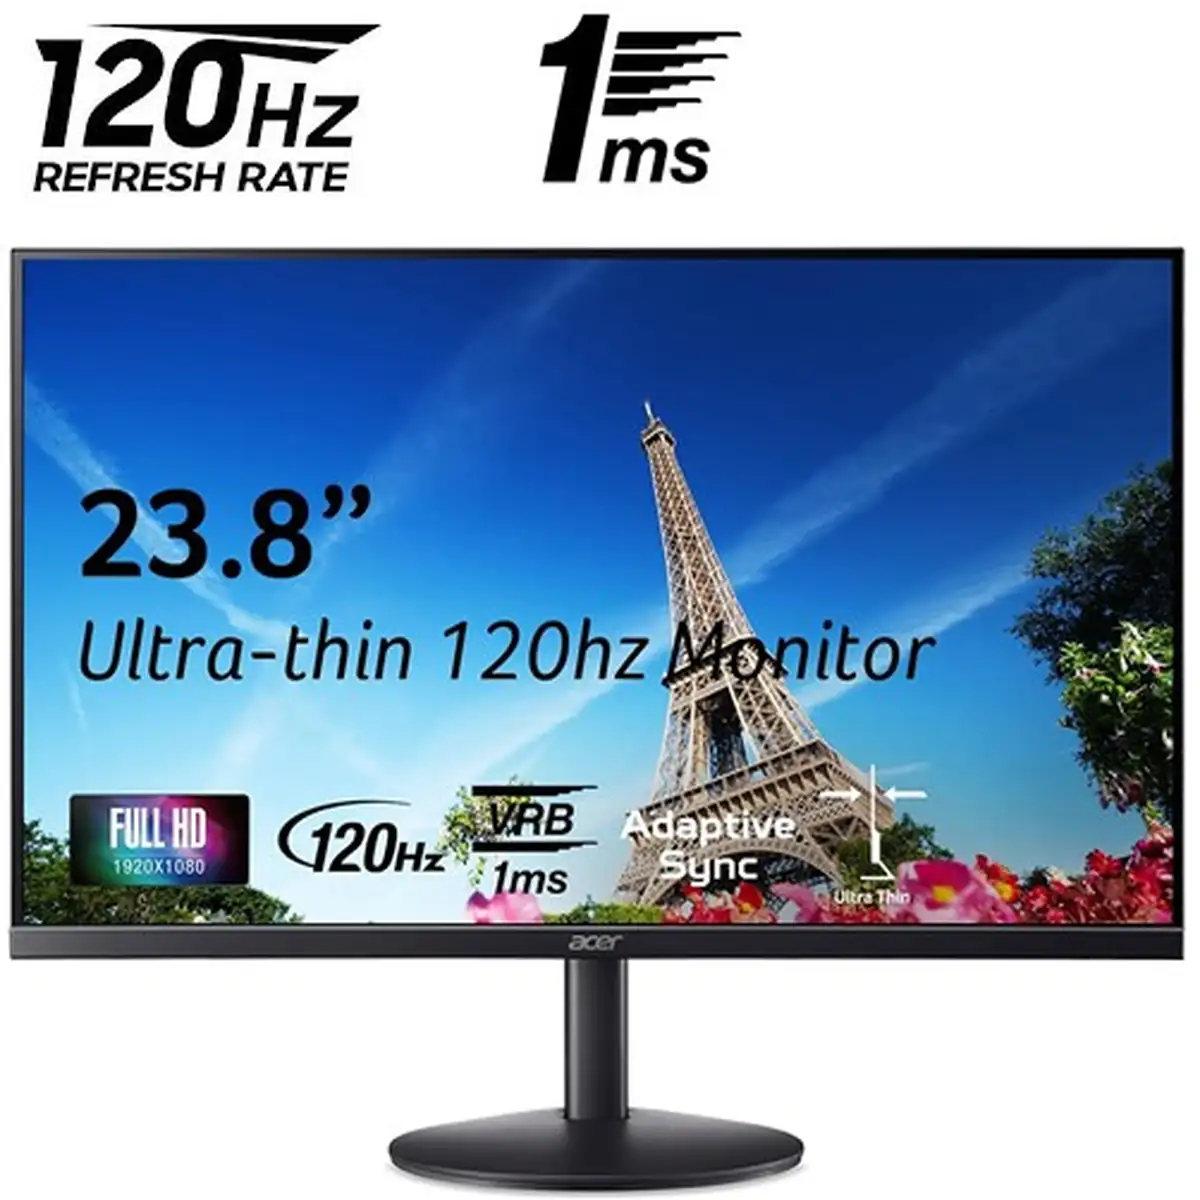 120Hz
REFRESH RATE
1ms
23.8”
Ultra-thin 120hz Monitor
FULL HD
1920X1080
120Hz
VRB
1ms
Adaptive
Sync
Ultra Thin
acer